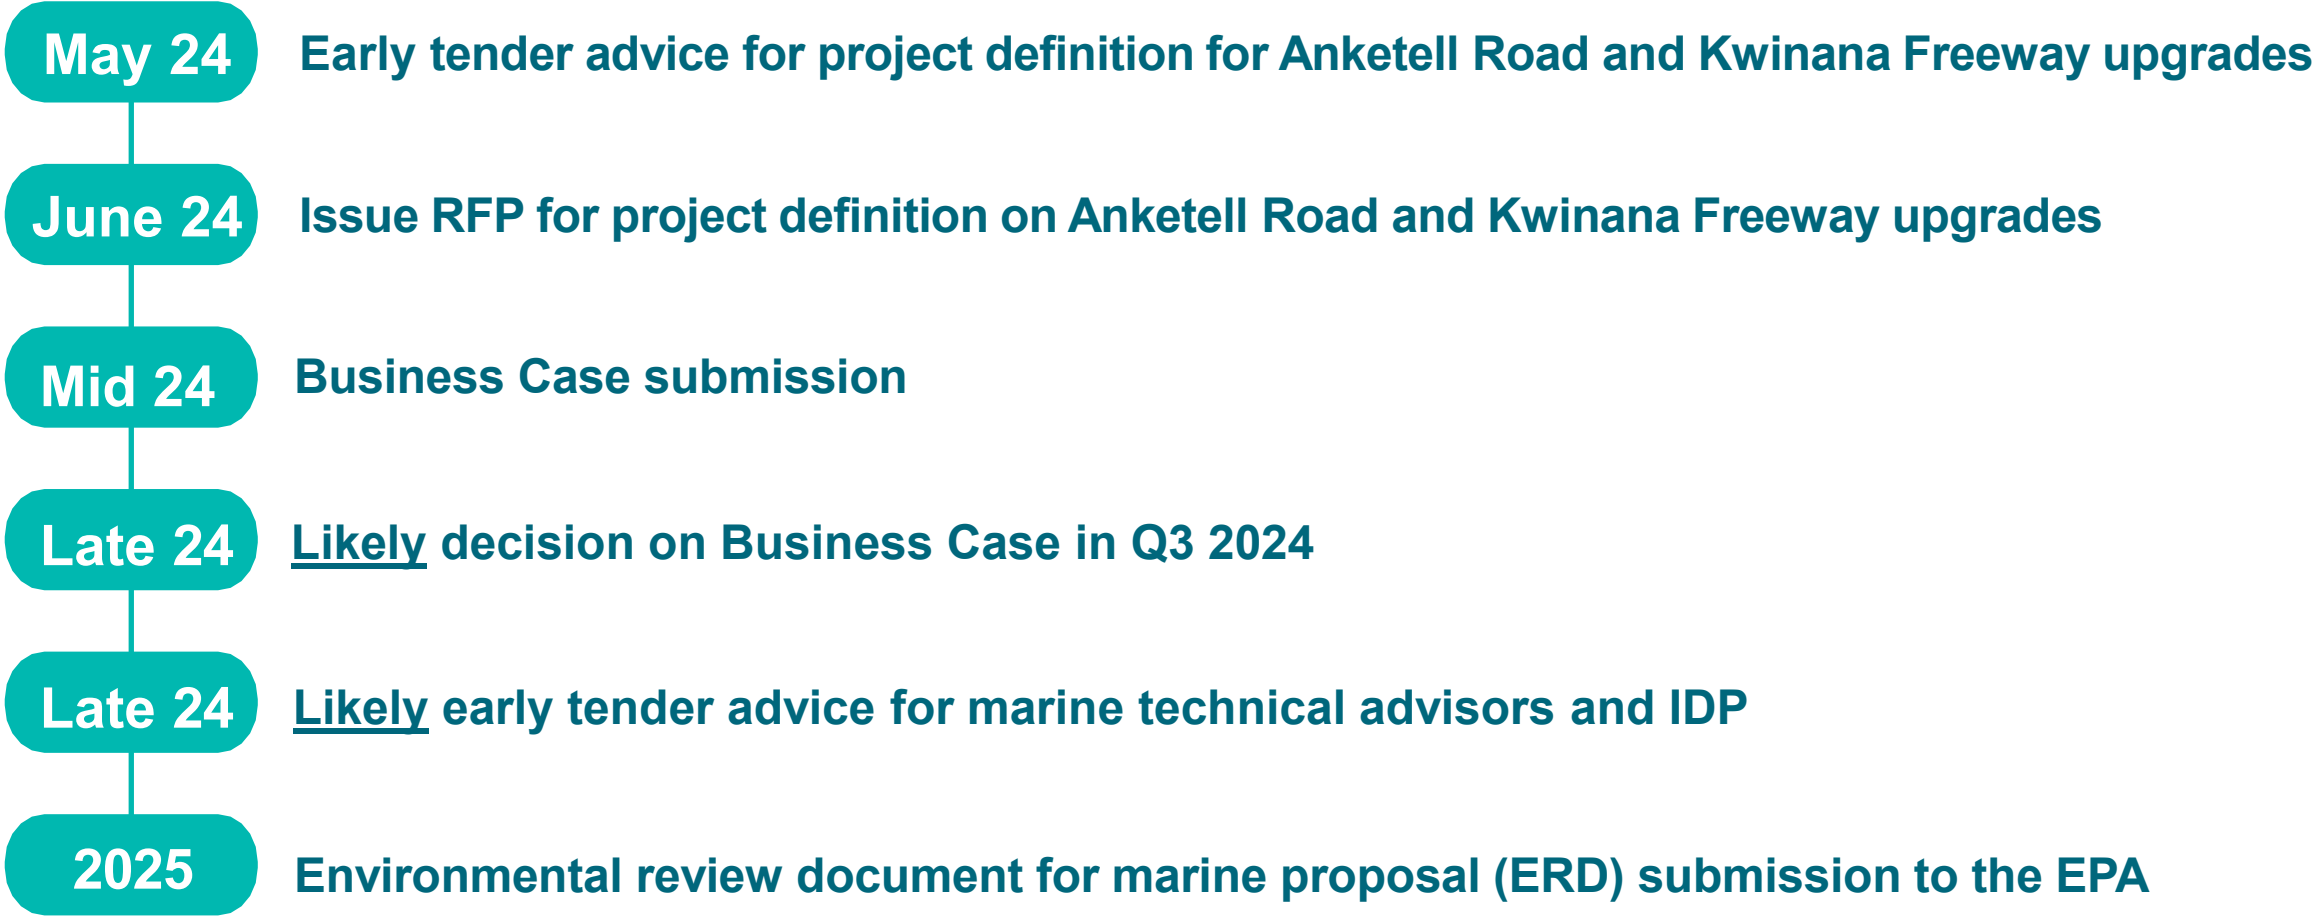 May 24
Early tender advice for project definition for Anketell Road and Kwinana Freeway upgrades
June 24
Issue RFP for project definition on Anketell Road and Kwinana Freeway upgrades
Mid 24
Business Case submission
Late 24
Likely decision on Business Case in Q3 2024
Late 24
Likely early tender advice for marine technical advisors and IDP
2025
Environmental review document for marine proposal (ERD) submission to the EPA